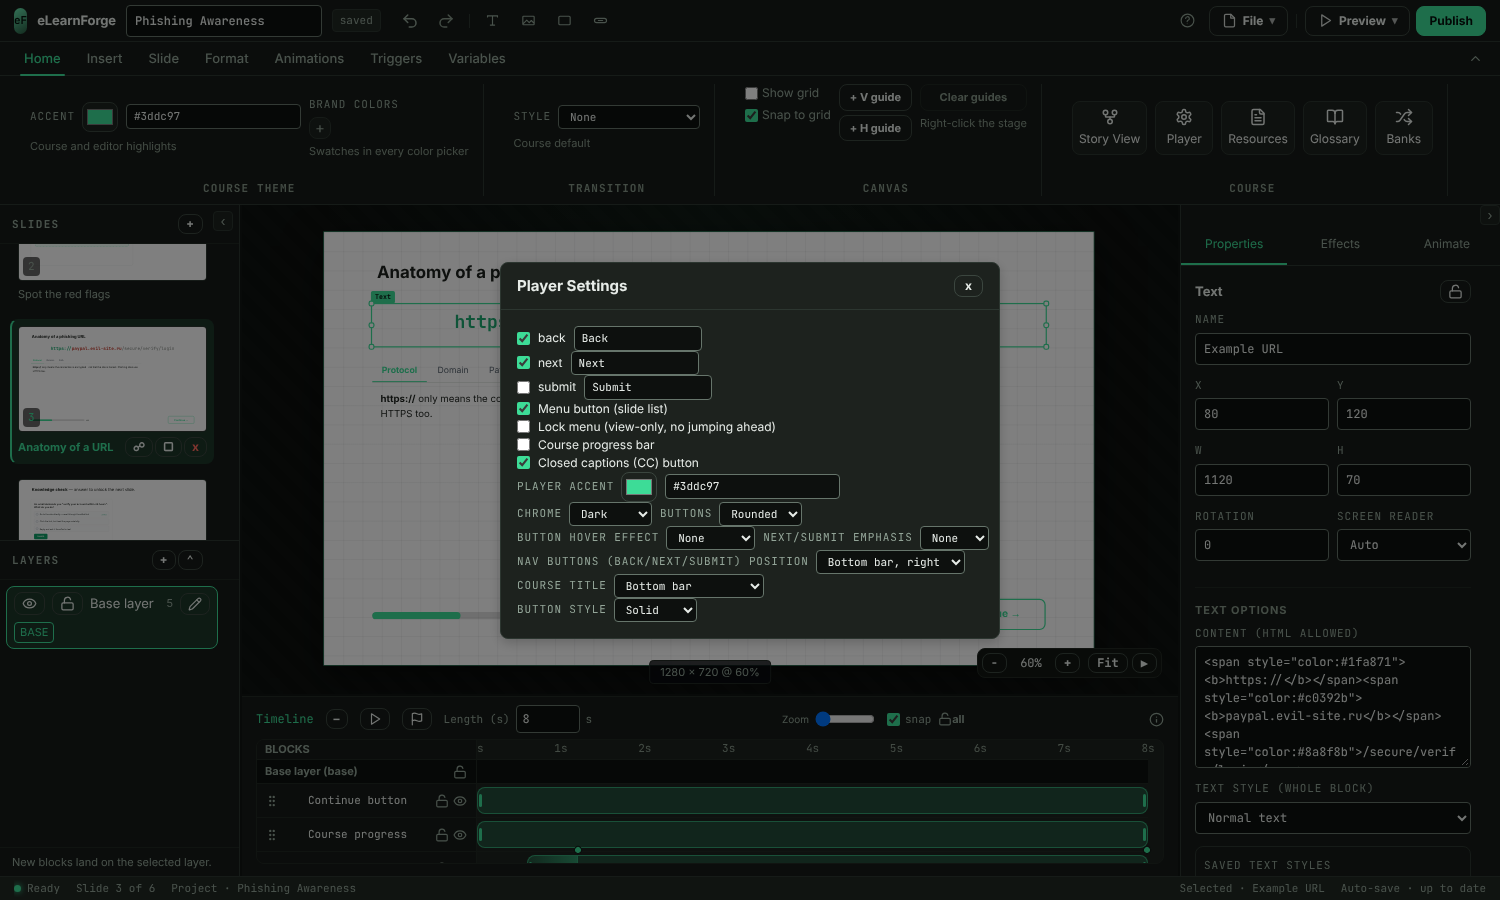 eF eLearnForge Phishing Awareness saved File ▾ Preview ▾ Publish
Home Insert Slide Format Animations Triggers Variables
ACCENT #3ddc97
Course and editor highlights
BRAND COLORS
+
Swatches in every color picker
COURSE THEME
STYLE None
Course default
TRANSITION
Show grid
Snap to grid
+ V guide
+ H guide
Clear guides
Right-click the stage
CANVAS
Story View Player Resources Glossary Banks
COURSE
SLIDES +
2
Spot the red flags
Anatomy of a phishing URL
3
Anatomy of a URL x
LAYERS + ^
Base layer 5
BASE
New blocks land on the selected layer.
Anatomy of a p
Text
http
Protocol Domain Pa
https:// only means the co
HTTPS too.
Player Settings x
back Back
next Next
submit Submit
Menu button (slide list)
Lock menu (view-only, no jumping ahead)
Course progress bar
Closed captions (CC) button
PLAYER ACCENT #3ddc97
CHROME Dark BUTTONS Rounded
BUTTON HOVER EFFECT None NEXT/SUBMIT EMPHASIS None
NAV BUTTONS (BACK/NEXT/SUBMIT) POSITION Bottom bar, right
COURSE TITLE Bottom bar
BUTTON STYLE Solid
1280 × 720 @ 60%
- 60% + Fit ▶
Timeline − Length (s) 8 s Zoom snap all
BLOCKS s 1s 2s 3s 4s 5s 6s 7s 8s
Base layer (base)
Continue button
Course progress
Properties Effects Animate
Text
NAME
Example URL
X Y
80 120
W H
1120 70
ROTATION SCREEN READER
0 Auto
TEXT OPTIONS
CONTENT (HTML ALLOWED)
<span style="color:#1fa871">
<b>https://</b></span><span
style="color:#c0392b">
<b>paypal.evil-site.ru</b></span>
<span
style="color:#8a8f8b">/secure/verif
TEXT STYLE (WHOLE BLOCK)
Normal text
SAVED TEXT STYLES
Ready Slide 3 of 6 Project · Phishing Awareness Selected · Example URL Auto-save · up to date